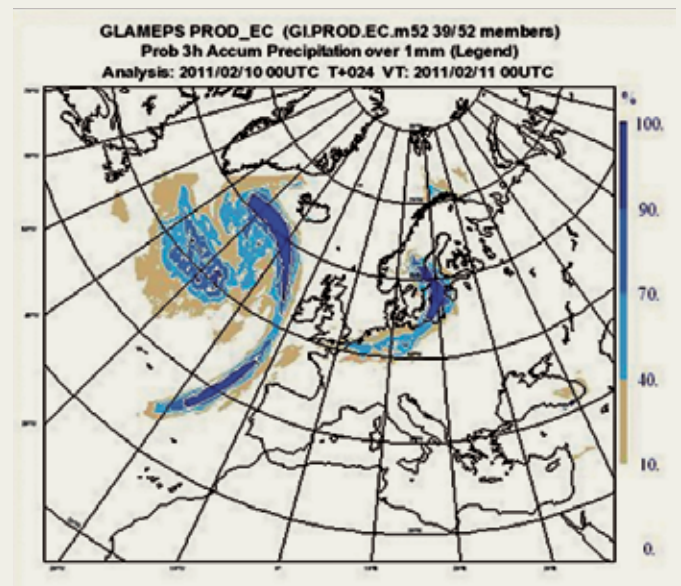 GLAMEPS PROD_EC (GI.PROD.EC.m52 39/52 members)
Prob 3h Accum Precipitation over 1mm (Legend)
Analysis: 2011/02/10 00UTC T+024 VT: 2011/02/11 00UTC
%
100.
90.
70.
40.
10.
0.